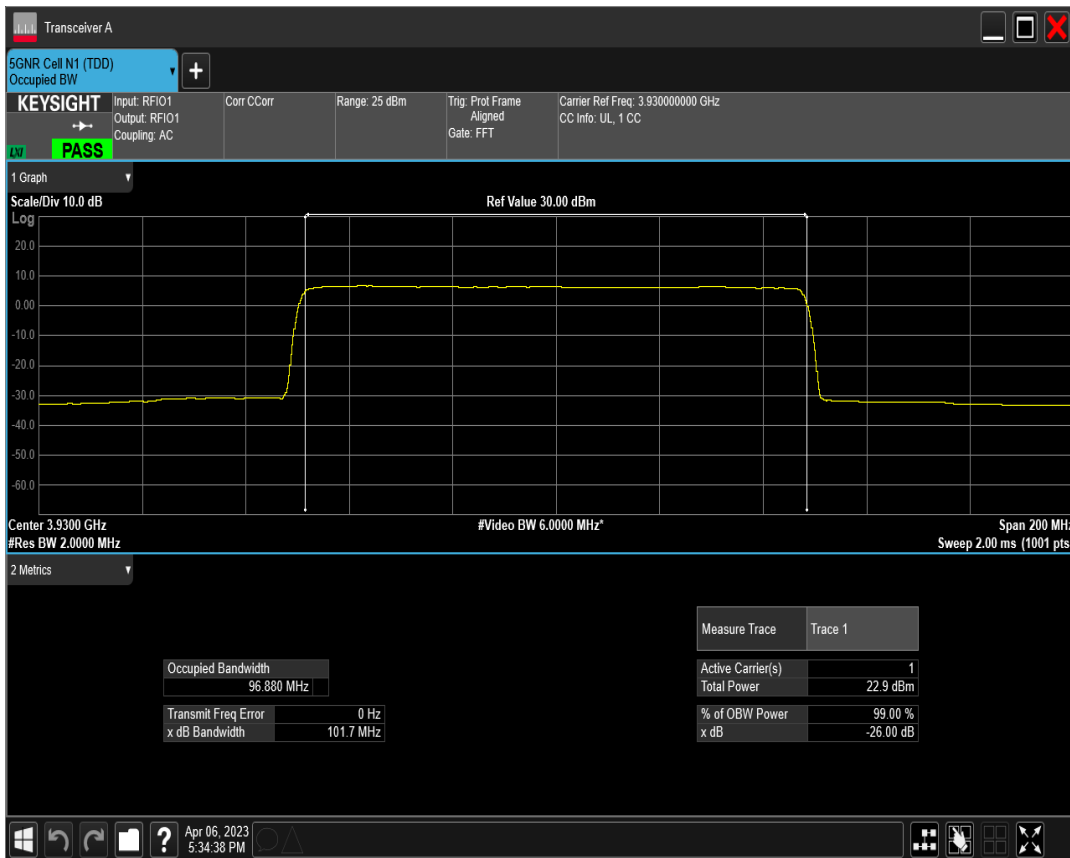 Transceiver A
5GNR Cell N1 (TDD)
Occupied BW
+
KEYSIGHT
LXI
PASS
Input: RFIO1
Output: RFIO1
Coupling: AC
Corr CCorr
Range: 25 dBm
Trig: Prot Frame
Aligned
Gate: FFT
Carrier Ref Freq: 3.930000000 GHz
CC Info: UL, 1 CC
1 Graph
Scale/Div 10.0 dB
Ref Value 30.00 dBm
Log
20.0
10.0
0.00
-10.0
-20.0
-30.0
-40.0
-50.0
-60.0
Center 3.9300 GHz
#Video BW 6.0000 MHz*
Span 200 MHz
#Res BW 2.0000 MHz
Sweep 2.00 ms (1001 pts
2 Metrics
Measure Trace Trace 1
Occupied Bandwidth
96.880 MHz
Active Carrier(s) 1
Total Power 22.9 dBm
Transmit Freq Error 0 Hz
x dB Bandwidth 101.7 MHz
% of OBW Power 99.00 %
x dB -26.00 dB
?
Apr 06, 2023
5:34:38 PM